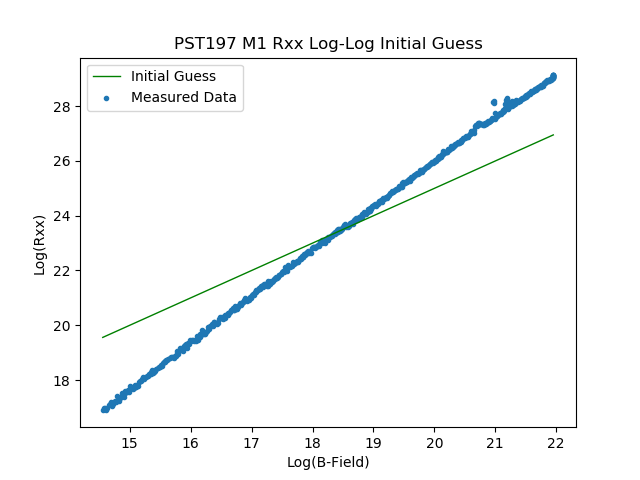 PST197 M1 Rxx Log-Log Initial Guess
Initial Guess
Measured Data
Log(Rxx)
28
26
24
22
20
18
15 16 17 18 19 20 21 22
Log(B-Field)